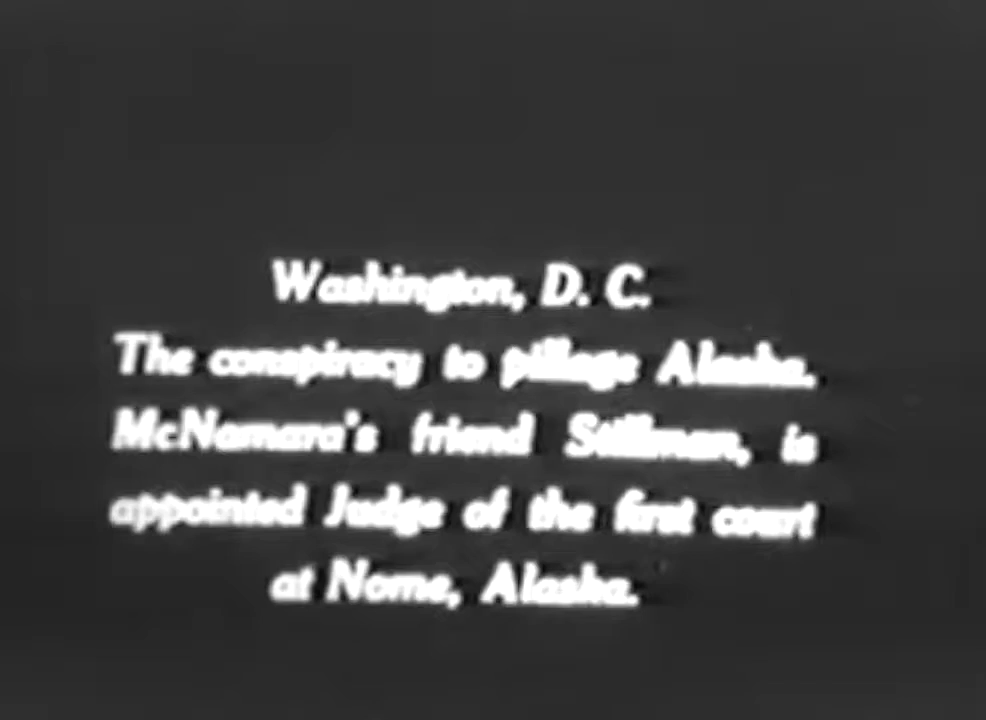 Washington, D. C.
The conspiracy to pillage Alaska.
McNamara's friend Stillman, is
appointed Judge of the first court
at Nome, Alaska.